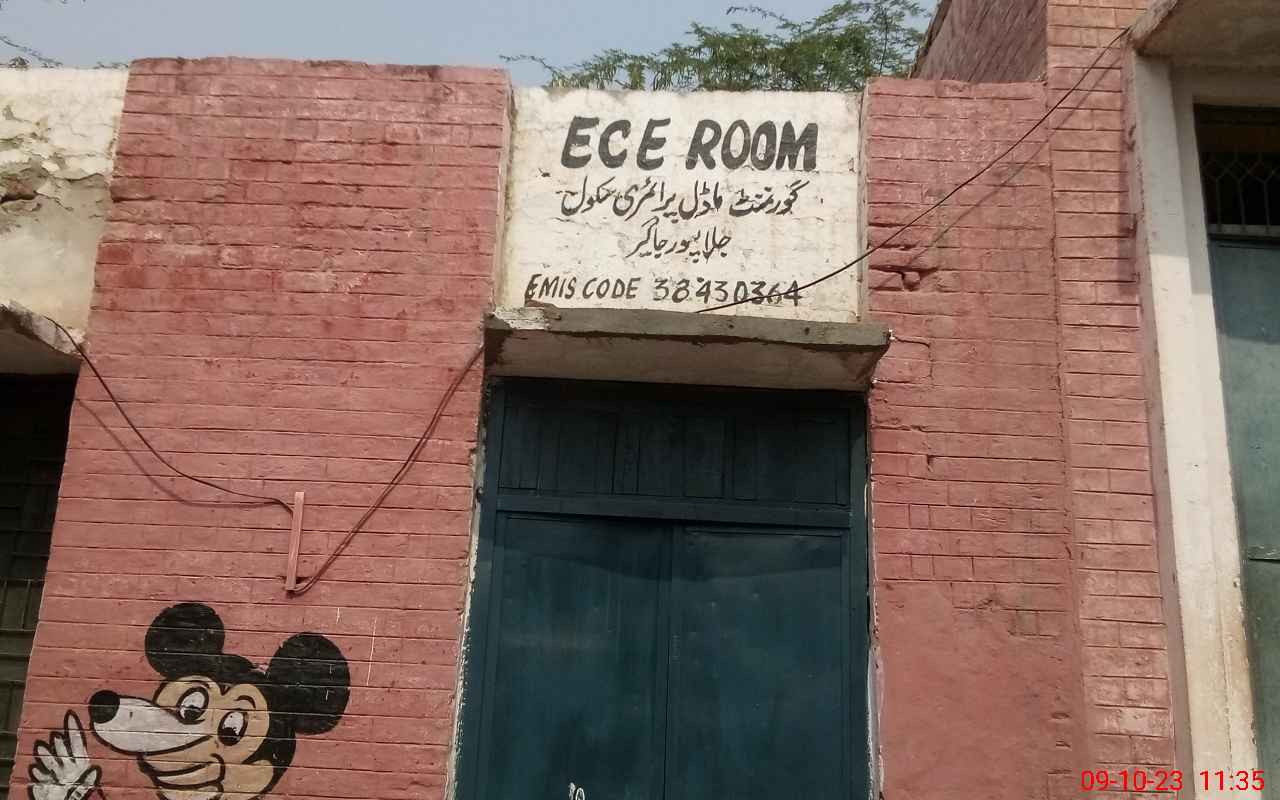 ECE ROOM
گورنمنٹ ماڈل پرائمری سکول
جلالپور جاگیر
EMIS CODE 38430364
09-10-23 11:35